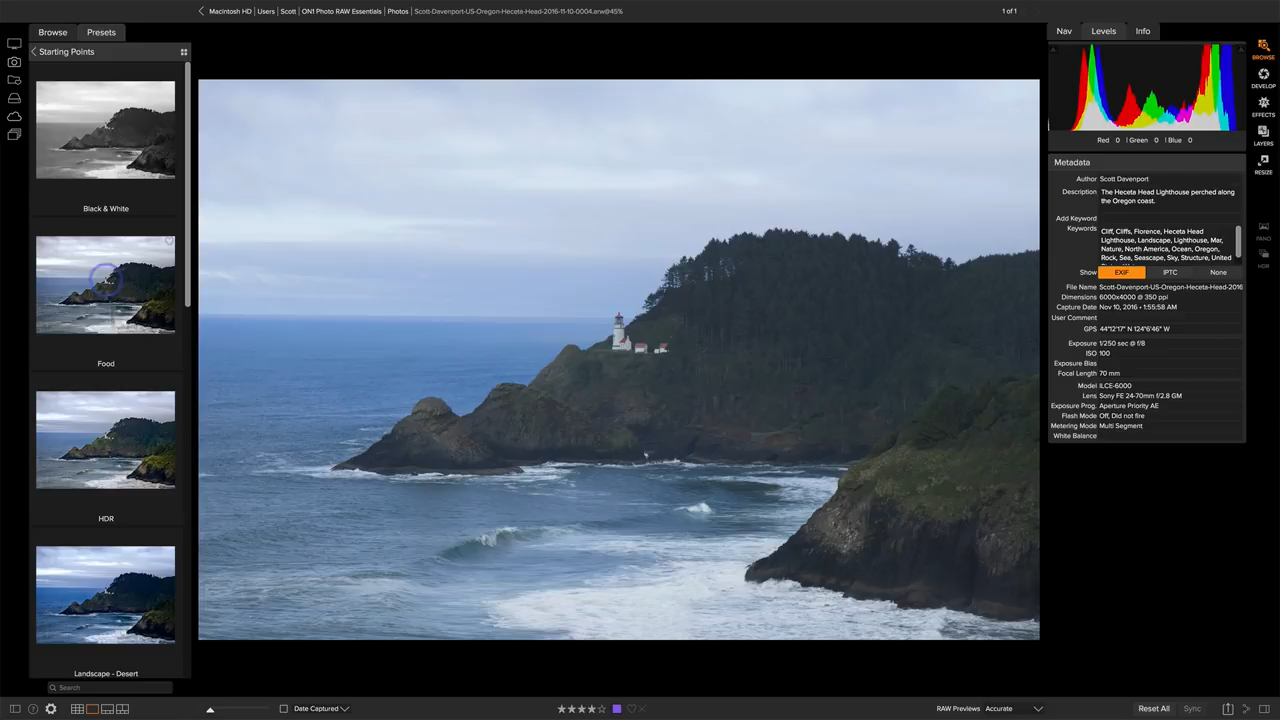 Macintosh HD | Users | Scott | ON1 Photo RAW Essentials | Photos | Scott-Davenport-US-Oregon-Heceta-Head-2016-11-10-0004.erw@45%
1 of 1
Browse
Presets
Starting Points
Black & White
Food
HDR
Landscape - Desert
Search
Date Captured
RAW Previews Accurate
Reset All
Sync
Nav
Levels
Info
Red 0 | Green 0 | Blue 0
Metadata
Author Scott Davenport
Description The Heceta Head Lighthouse perched along
the Oregon coast.
Add Keyword
Keywords Cliff, Cliffs, Florence, Heceta Head
Lighthouse, Landscape, Lighthouse, Mar,
Nature, North America, Ocean, Oregon,
Rock, Sea, Seascape, Sky, Structure, United
Show EXIF IPTC None
File Name Scott-Davenport-US-Oregon-Heceta-Head-2016
Dimensions 6000x4000 @ 350 ppi
Capture Date Nov 10, 2016 • 1:55:58 AM
User Comment
GPS 44°12'17" N 124°6'46" W
Exposure 1/250 sec @ f/8
ISO 100
Exposure Bias
Focal Length 70 mm
Model ILCE-6000
Lens Sony FE 24-70mm f/2.8 GM
Exposure Prog. Aperture Priority AE
Flash Mode Off, Did not fire
Metering Mode Multi Segment
White Balance
BROWSE
DEVELOP
EFFECTS
LAYERS
RESIZE
PANO
HDR